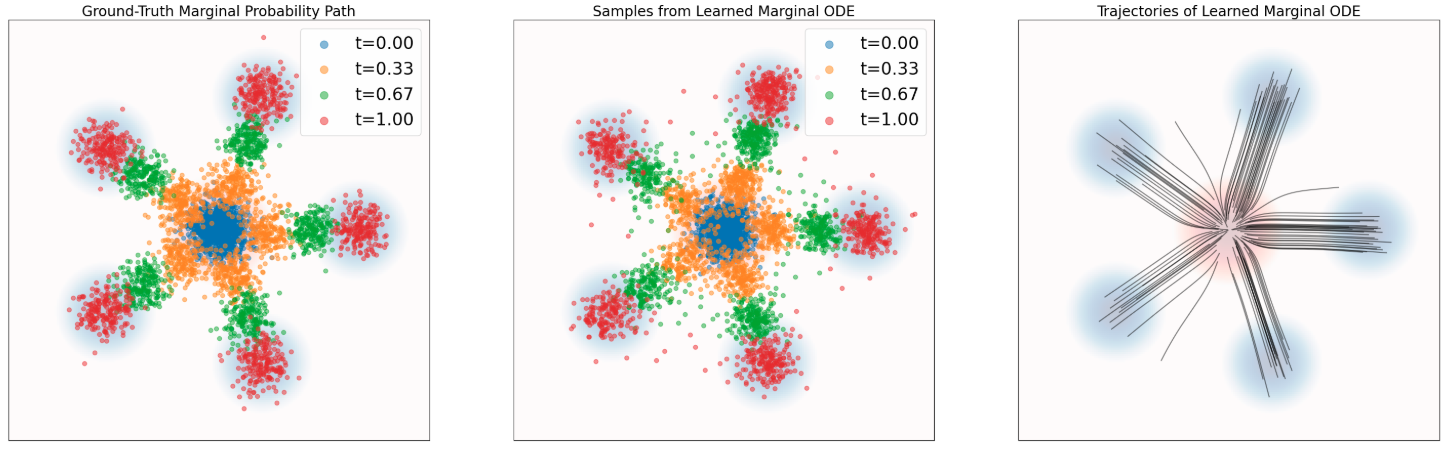 Ground-Truth Marginal Probability Path
t=0.00
t=0.33
t=0.67
t=1.00
Samples from Learned Marginal ODE
t=0.00
t=0.33
t=0.67
t=1.00
Trajectories of Learned Marginal ODE